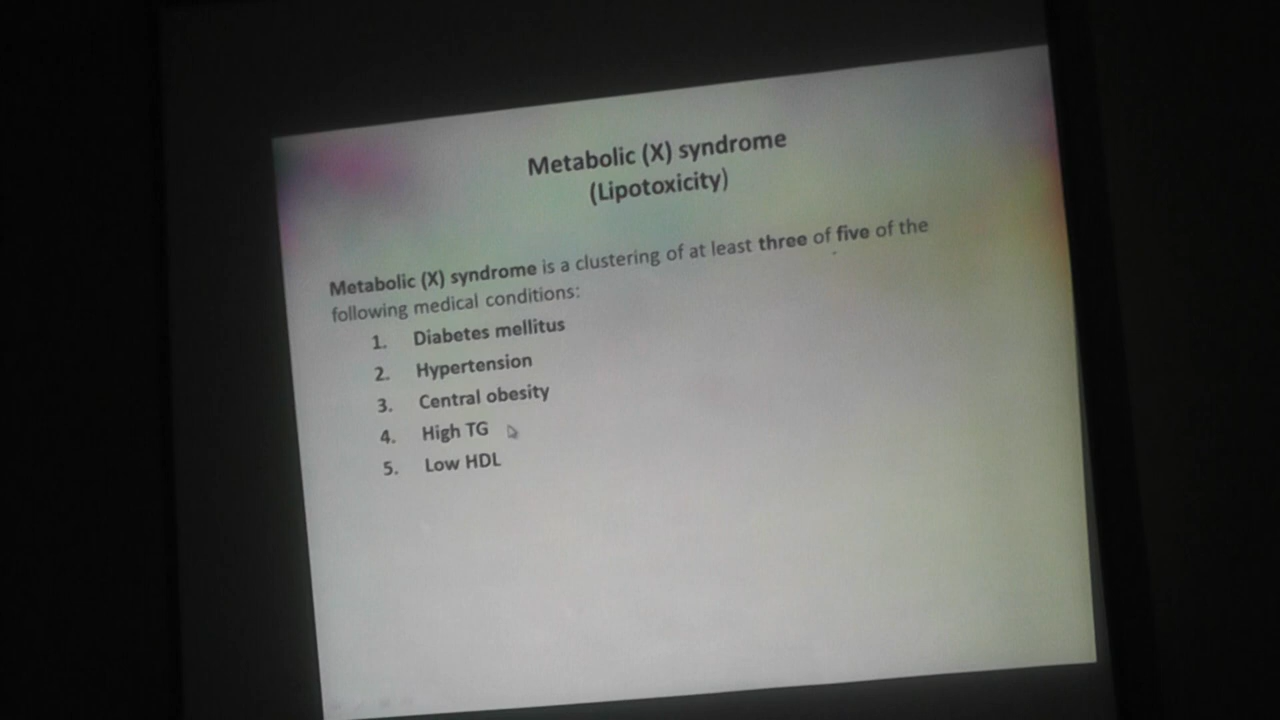 Metabolic (X) syndrome
(Lipotoxicity)
Metabolic (X) syndrome is a clustering of at least three of five of the
following medical conditions:
1. Diabetes mellitus
2. Hypertension
3. Central obesity
4. High TG
5. Low HDL